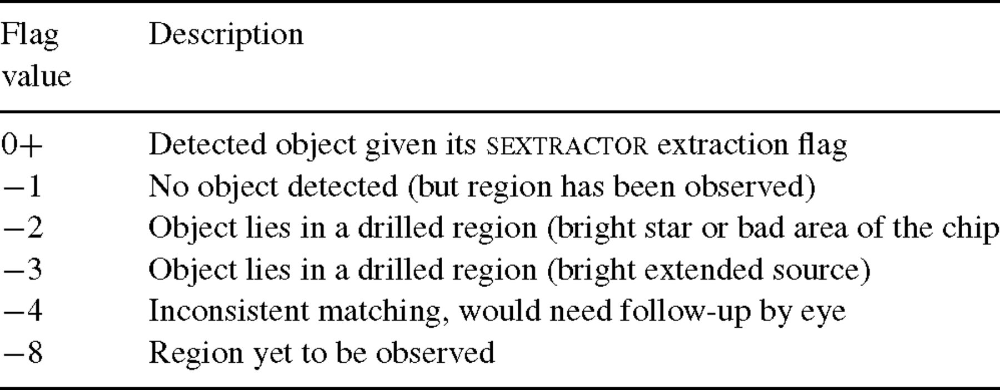 Flag Description
value
0+ Detected object given its SEXTRACTOR extraction flag
−1 No object detected (but region has been observed)
−2 Object lies in a drilled region (bright star or bad area of the chip
−3 Object lies in a drilled region (bright extended source)
−4 Inconsistent matching, would need follow-up by eye
−8 Region yet to be observed